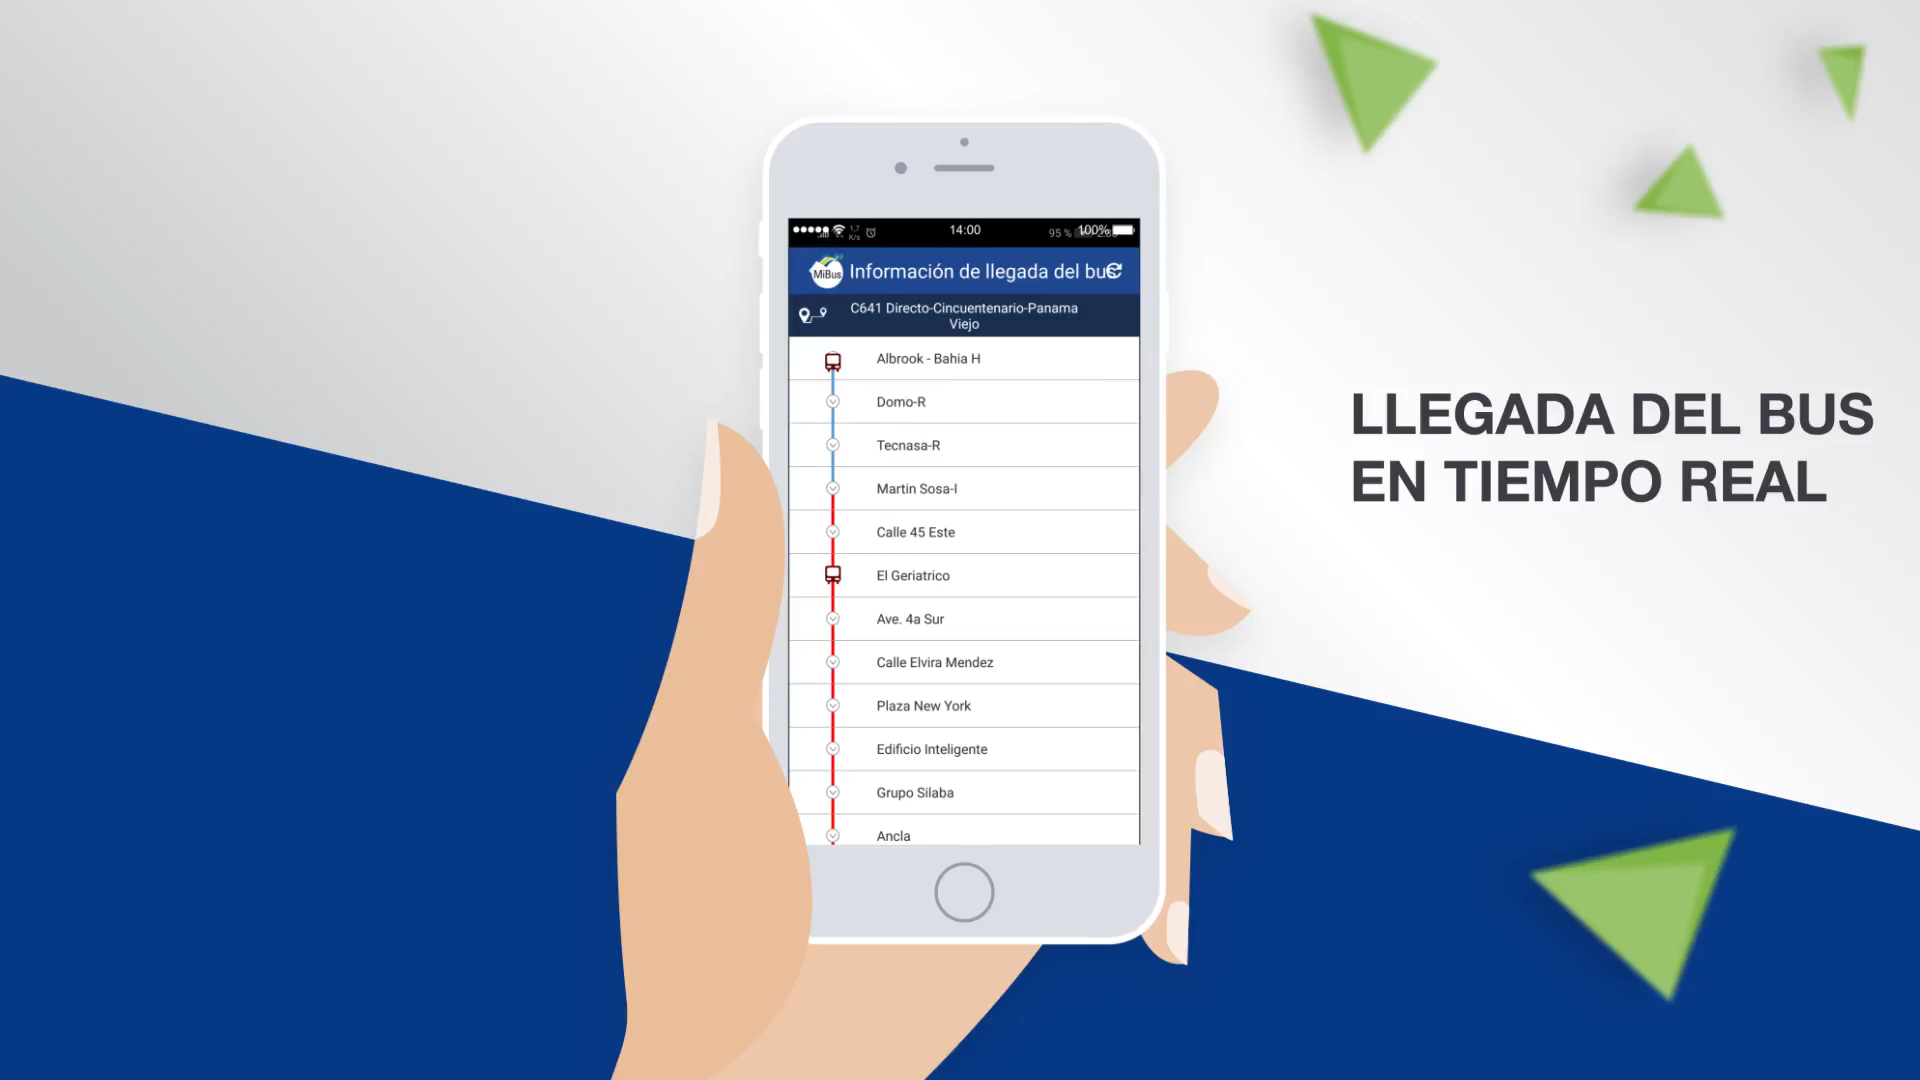 1,7
K/s
14:00
95 %
100%
MiBus
Información de llegada del bus
C641 Directo-Cincuentenario-Panama
Viejo
Albrook - Bahia H
Domo-R
Tecnasa-R
Martin Sosa-I
Calle 45 Este
El Geriatrico
Ave. 4a Sur
Calle Elvira Mendez
Plaza New York
Edificio Inteligente
Grupo Silaba
Ancla
LLEGADA DEL BUS
EN TIEMPO REAL